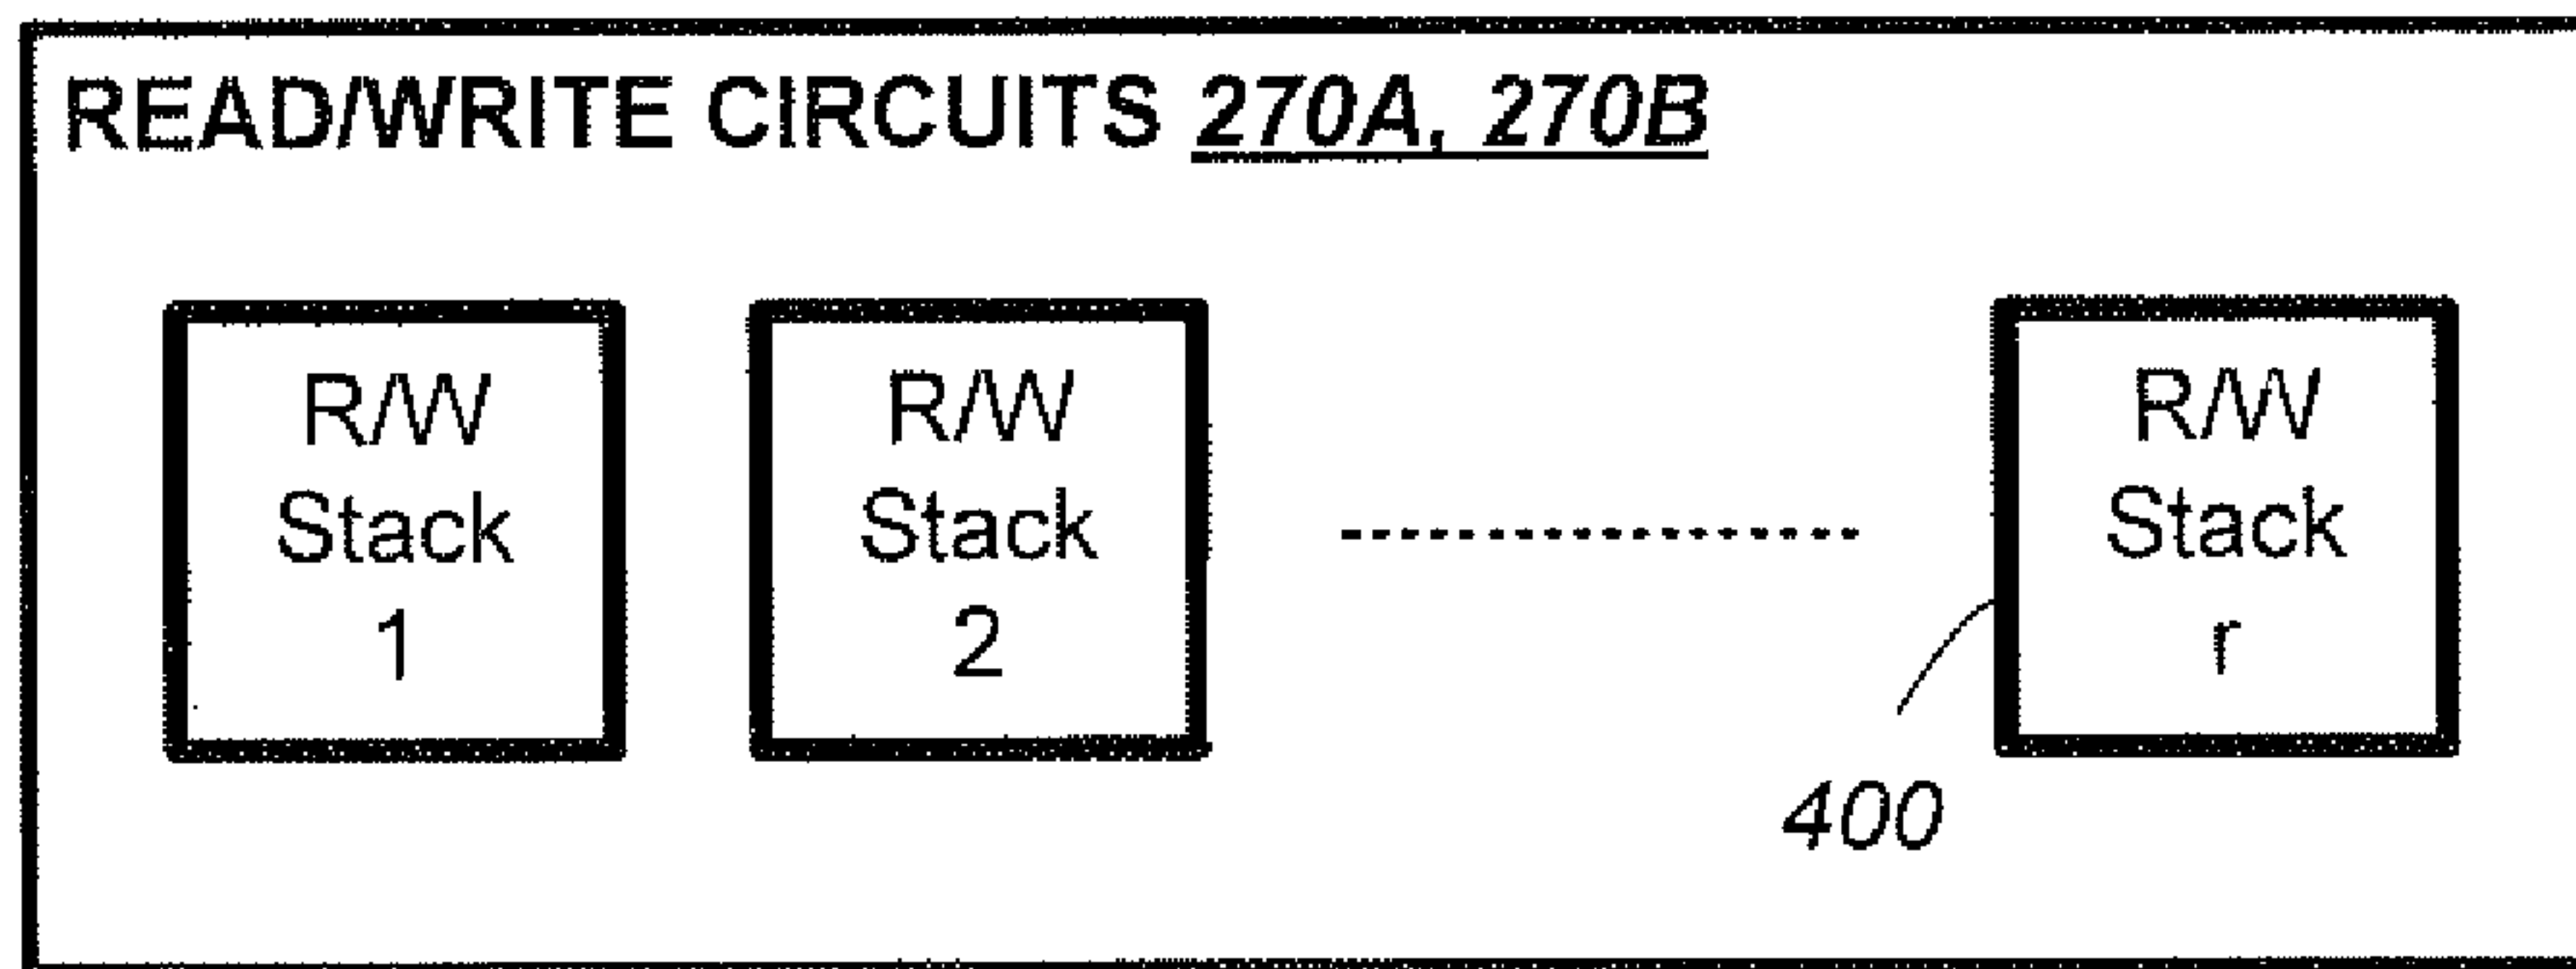 READ/WRITE CIRCUITS 270A, 270B
R/W
Stack
1
R/W
Stack
2
R/W
Stack
r
400